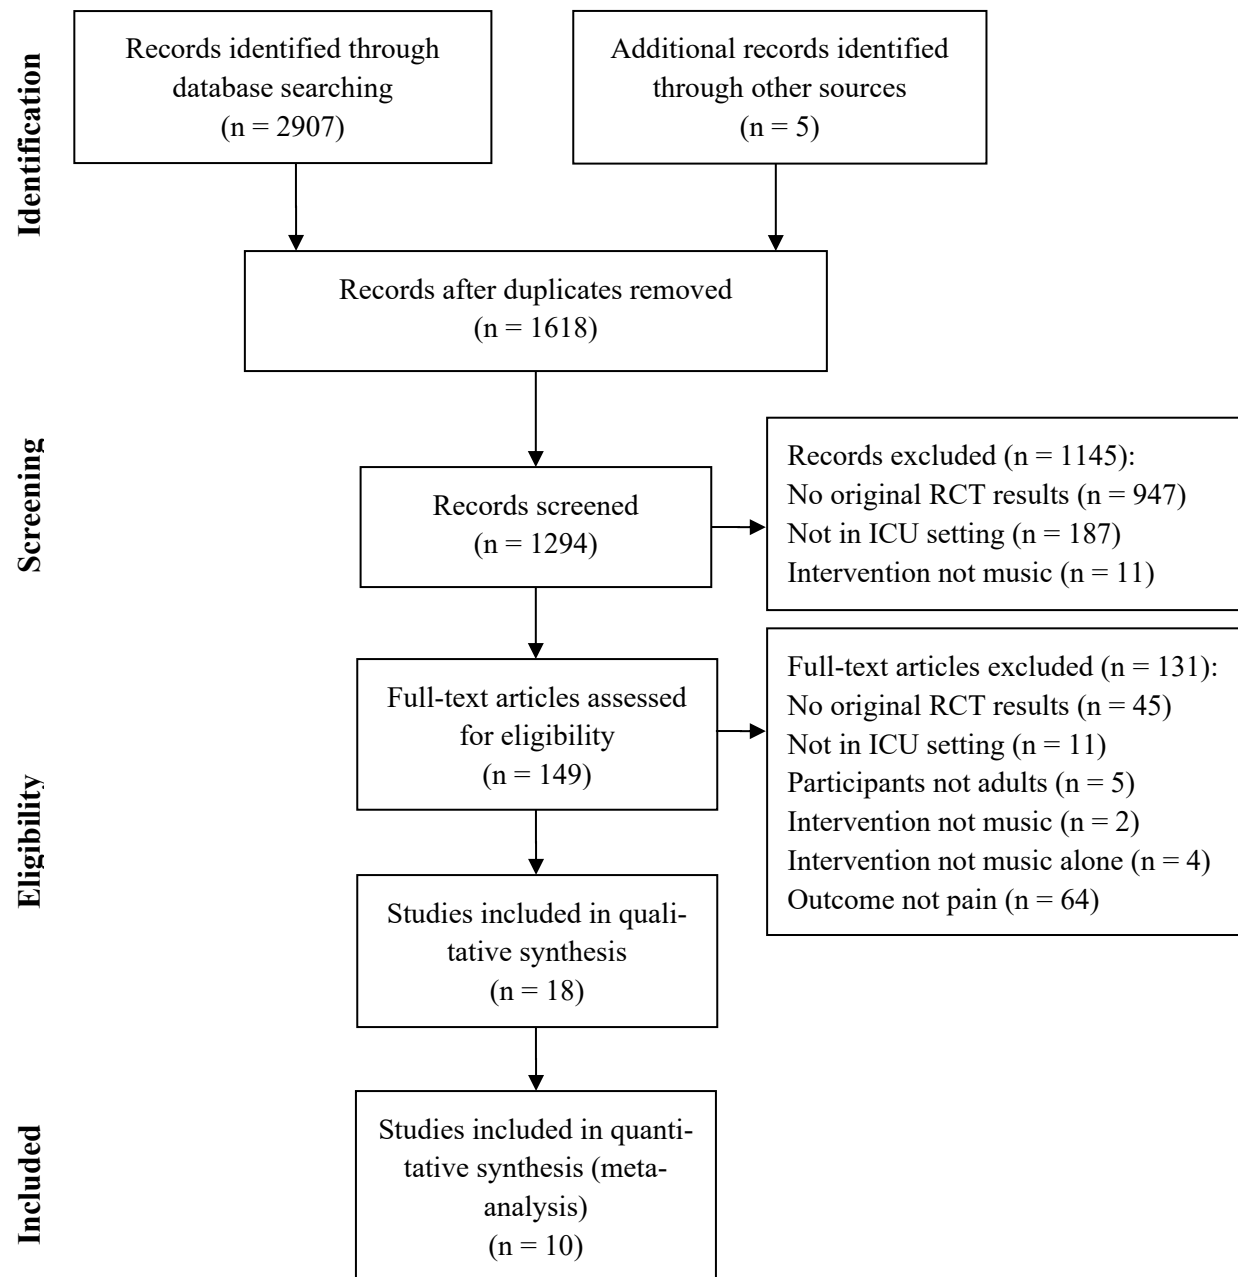 Identification
Records identified through
database searching
(n = 2907)
Additional records identified
through other sources
(n = 5)
Records after duplicates removed
(n = 1618)
Screening
Records screened
(n = 1294)
Records excluded (n = 1145):
No original RCT results (n = 947)
Not in ICU setting (n = 187)
Intervention not music (n = 11)
Eligibility
Full-text articles assessed
for eligibility
(n = 149)
Full-text articles excluded (n = 131):
No original RCT results (n = 45)
Not in ICU setting (n = 11)
Participants not adults (n = 5)
Intervention not music (n = 2)
Intervention not music alone (n = 4)
Outcome not pain (n = 64)
Studies included in quali-
tative synthesis
(n = 18)
Included
Studies included in quanti-
tative synthesis (meta-
analysis)
(n = 10)